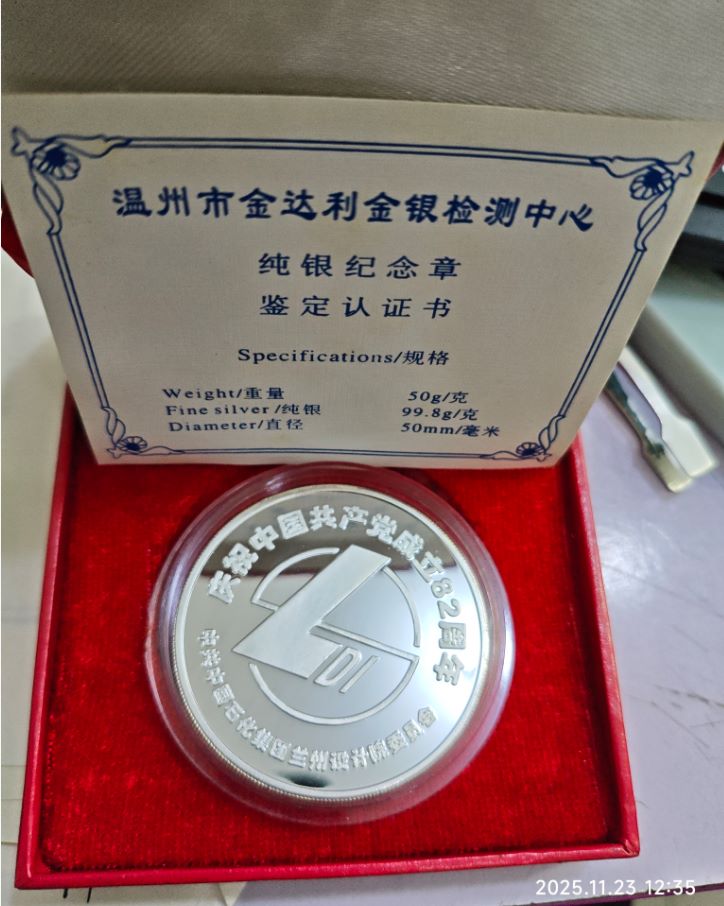 温州市金达利金银检测中心
纯银纪念章
鉴定认证书
Specifications/规格
Weight/重量 50g/克
Fine silver/纯银 99.8g/克
Diameter/直径 50mm/毫米
庆祝中国共产党成立82周年
LDI
中共中国石化集团兰州设计院委员会
2025.11.23 12:35